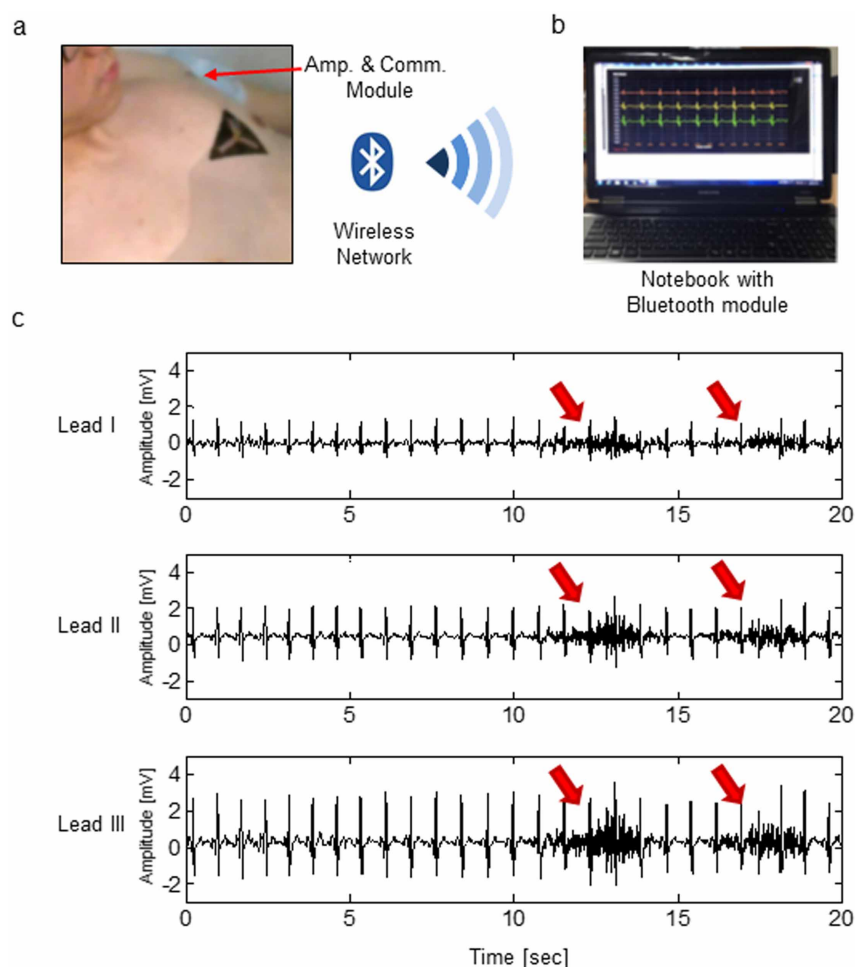 a
b
Amp. & Comm.
Module
Wireless
Network
Notebook with
Bluetooth module
c
Lead I
Amplitude [mV]
4
2
0
-2
0
5
10
15
20
Lead II
Amplitude [mV]
4
2
0
-2
0
5
10
15
20
Lead III
Amplitude [mV]
4
2
0
-2
0
5
10
15
20
Time [sec]